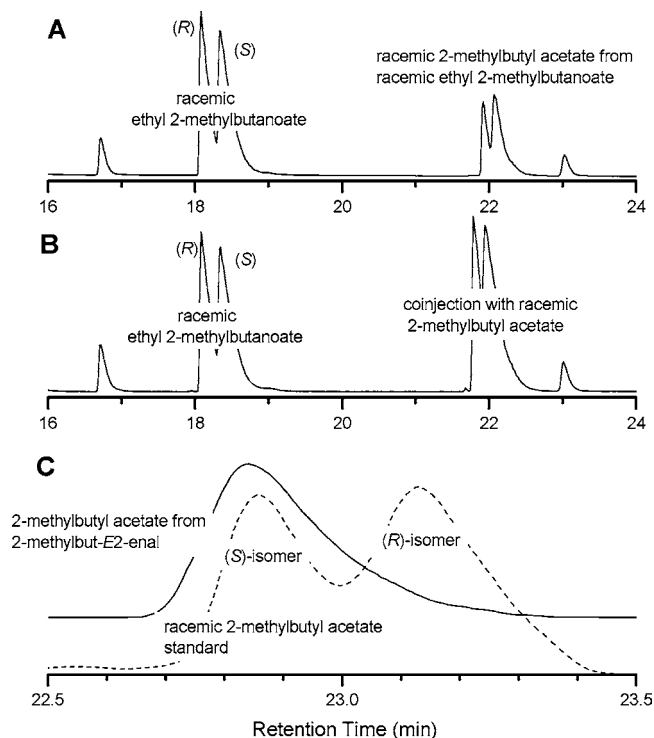 A
(R)
(S)
racemic
ethyl 2-methylbutanoate
racemic 2-methylbutyl acetate from
racemic ethyl 2-methylbutanoate
16 18 20 22 24
B
(R)
(S)
racemic
ethyl 2-methylbutanoate
coinjection with racemic
2-methylbutyl acetate
16 18 20 22 24
C
2-methylbutyl acetate from
2-methylbut-E2-enal
(S)-isomer
(R)-isomer
racemic 2-methylbutyl acetate
standard
22.5 23.0 23.5
Retention Time (min)